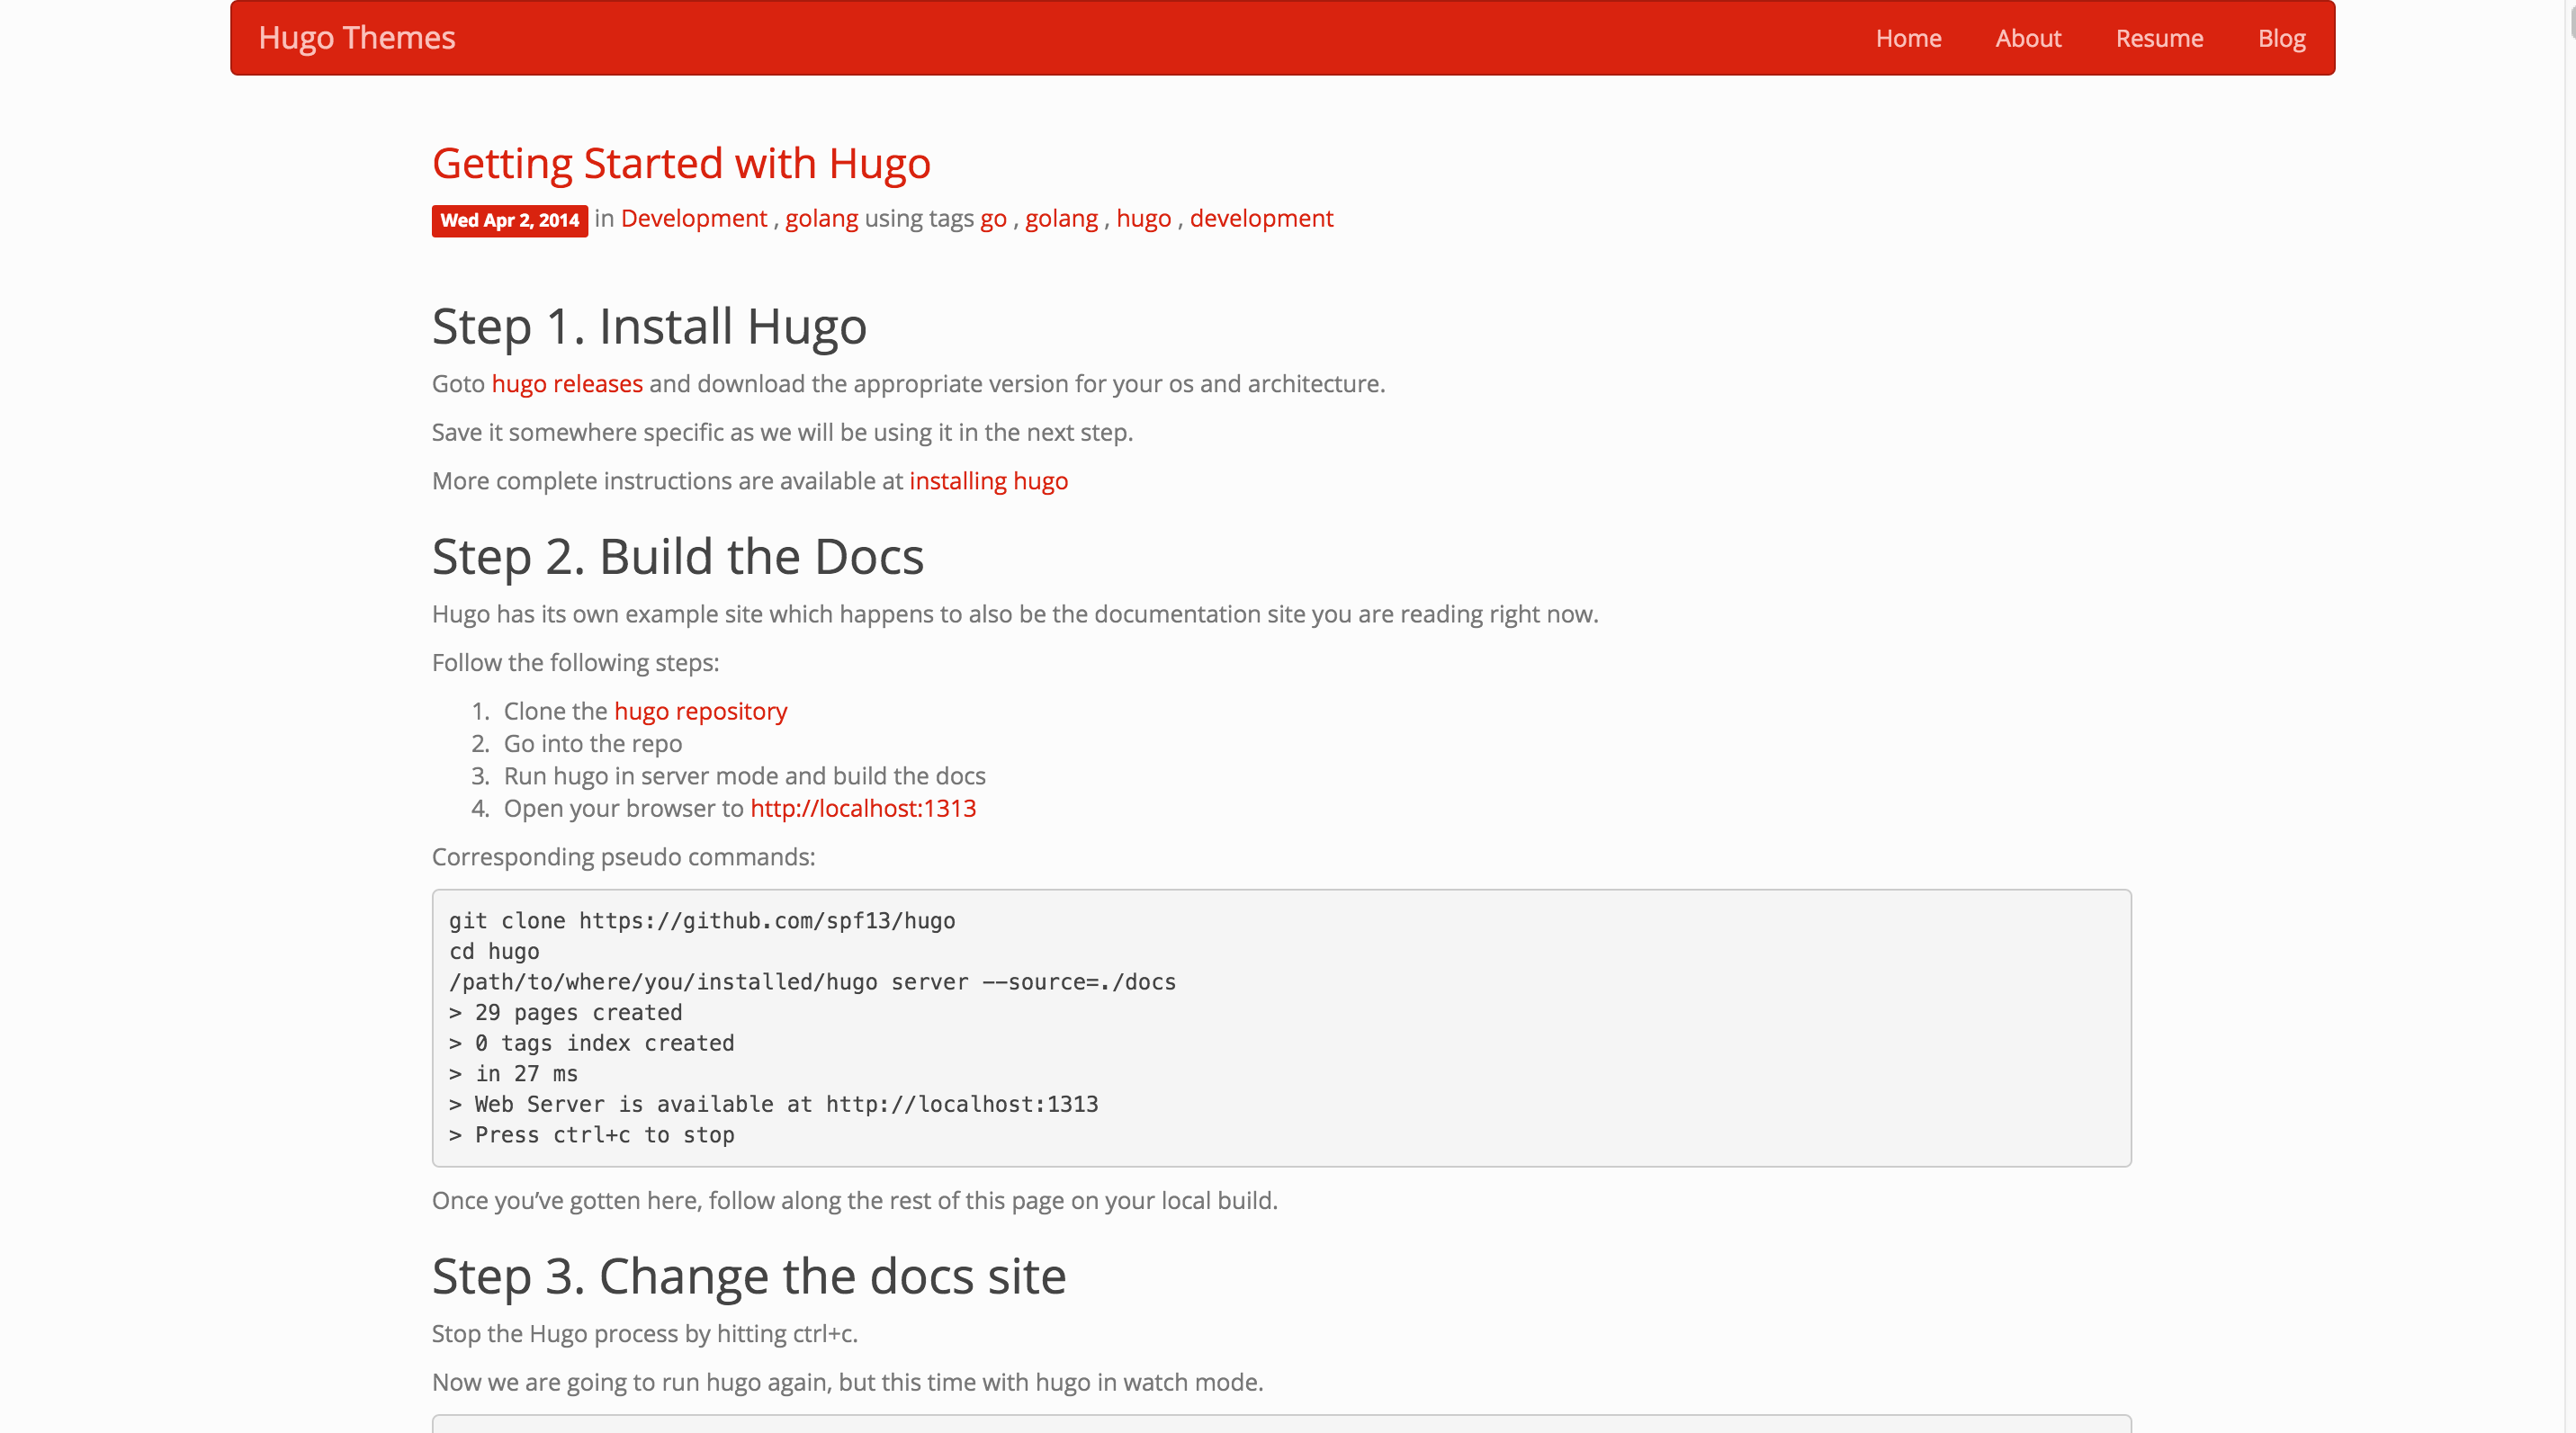 Hugo Themes
Home About Resume Blog
Getting Started with Hugo
Wed Apr 2, 2014 in Development , golang using tags go , golang , hugo , development
Step 1. Install Hugo
Goto hugo releases and download the appropriate version for your os and architecture.
Save it somewhere specific as we will be using it in the next step.
More complete instructions are available at installing hugo
Step 2. Build the Docs
Hugo has its own example site which happens to also be the documentation site you are reading right now.
Follow the following steps:
1. Clone the hugo repository
2. Go into the repo
3. Run hugo in server mode and build the docs
4. Open your browser to http://localhost:1313
Corresponding pseudo commands:
git clone https://github.com/spf13/hugo
cd hugo
/path/to/where/you/installed/hugo server --source=./docs
> 29 pages created
> 0 tags index created
> in 27 ms
> Web Server is available at http://localhost:1313
> Press ctrl+c to stop
Once you’ve gotten here, follow along the rest of this page on your local build.
Step 3. Change the docs site
Stop the Hugo process by hitting ctrl+c.
Now we are going to run hugo again, but this time with hugo in watch mode.